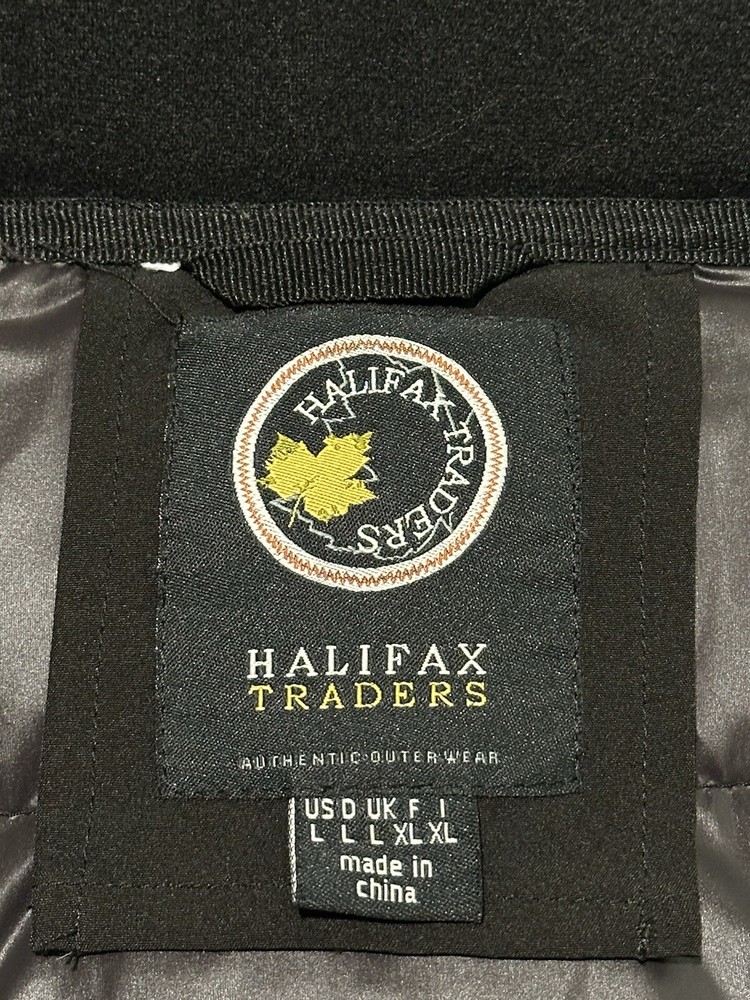 HALIFAX TRADERS
HALIFAX
TRADERS
AUTHENTIC OUTERWEAR
US D UK F I
L L L XL XL
made in
china